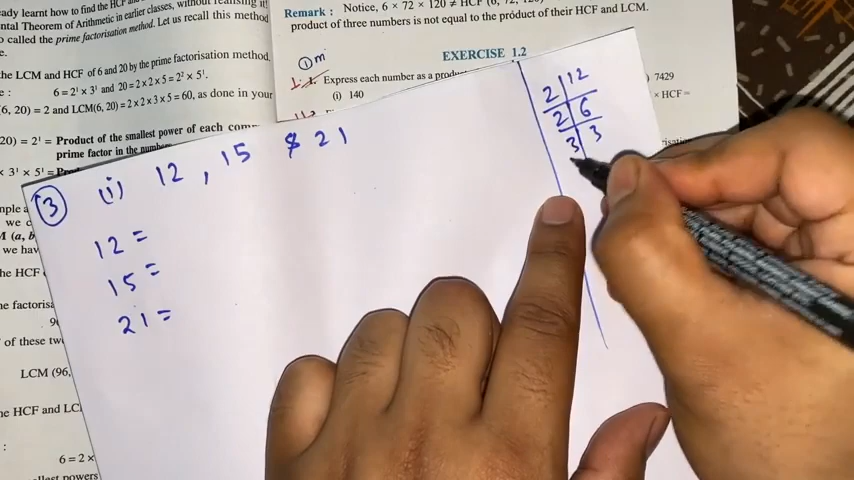 eady learnt how to find the HCF and
ntal Theorem of Arithmetic in earlier classes, without realising it!
o called the prime factorisation method. Let us recall this method
e.
the LCM and HCF of 6 and 20 by the prime factorisation method.
e : 6 = 2¹ × 3¹ and 20 = 2 × 2 × 5 = 2² × 5¹.
(6, 20) = 2 and LCM(6, 20) = 2 × 2 × 3 × 5 = 60, as done in your
20) = 2¹ = Product of the smallest power of each com
prime factor in the numbe
× 3¹ × 5¹ = Pro
mple a
we c
M (a, b
we hav
he HCF
e factorisa
9
of these tw
LCM (96,
he HCF and LC
:
6 = 2 ×
allest powers
Remark : Notice, 6 × 72 × 120 ≠ HCF (6, 72, 120
product of three numbers is not equal to the product of their HCF and LCM.
EXERCISE 1.2
① m
1. 1. Express each number as a produ
(i) 140
) 7429
× HCF =
isation
③ (i) 12 , 15 & 21
12 =
15 =
21 =
2 | 12
2 | 6
3 | 3